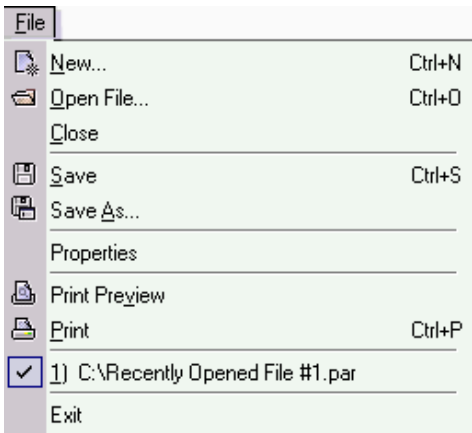 File
New... Ctrl+N
Open File... Ctrl+O
Close
Save Ctrl+S
Save As...
Properties
Print Preview
Print Ctrl+P
1) C:\Recently Opened File #1.par
Exit